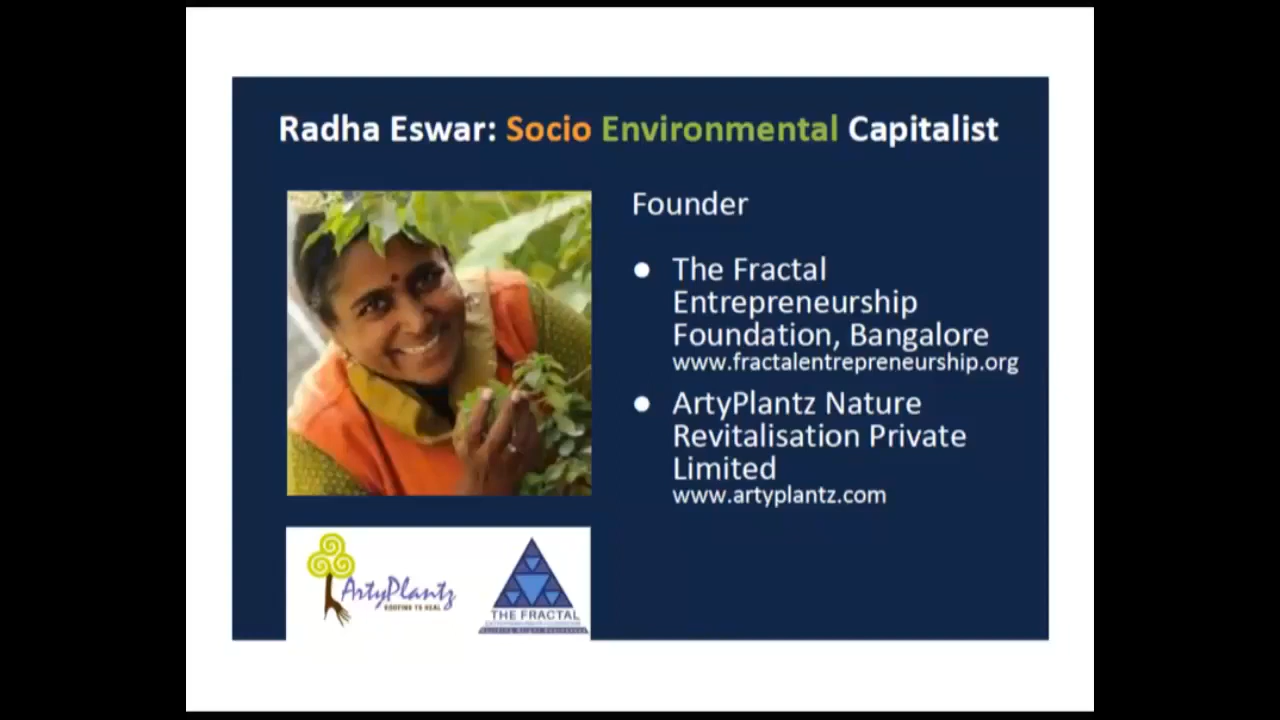 Radha Eswar: Socio Environmental Capitalist
Founder
● The Fractal
Entrepreneurship
Foundation, Bangalore
www.fractalentrepreneurship.org
● ArtyPlantz Nature
Revitalisation Private
Limited
www.artyplantz.com
ArtyPlantz
ROOTING TO HEAL
THE FRACTAL